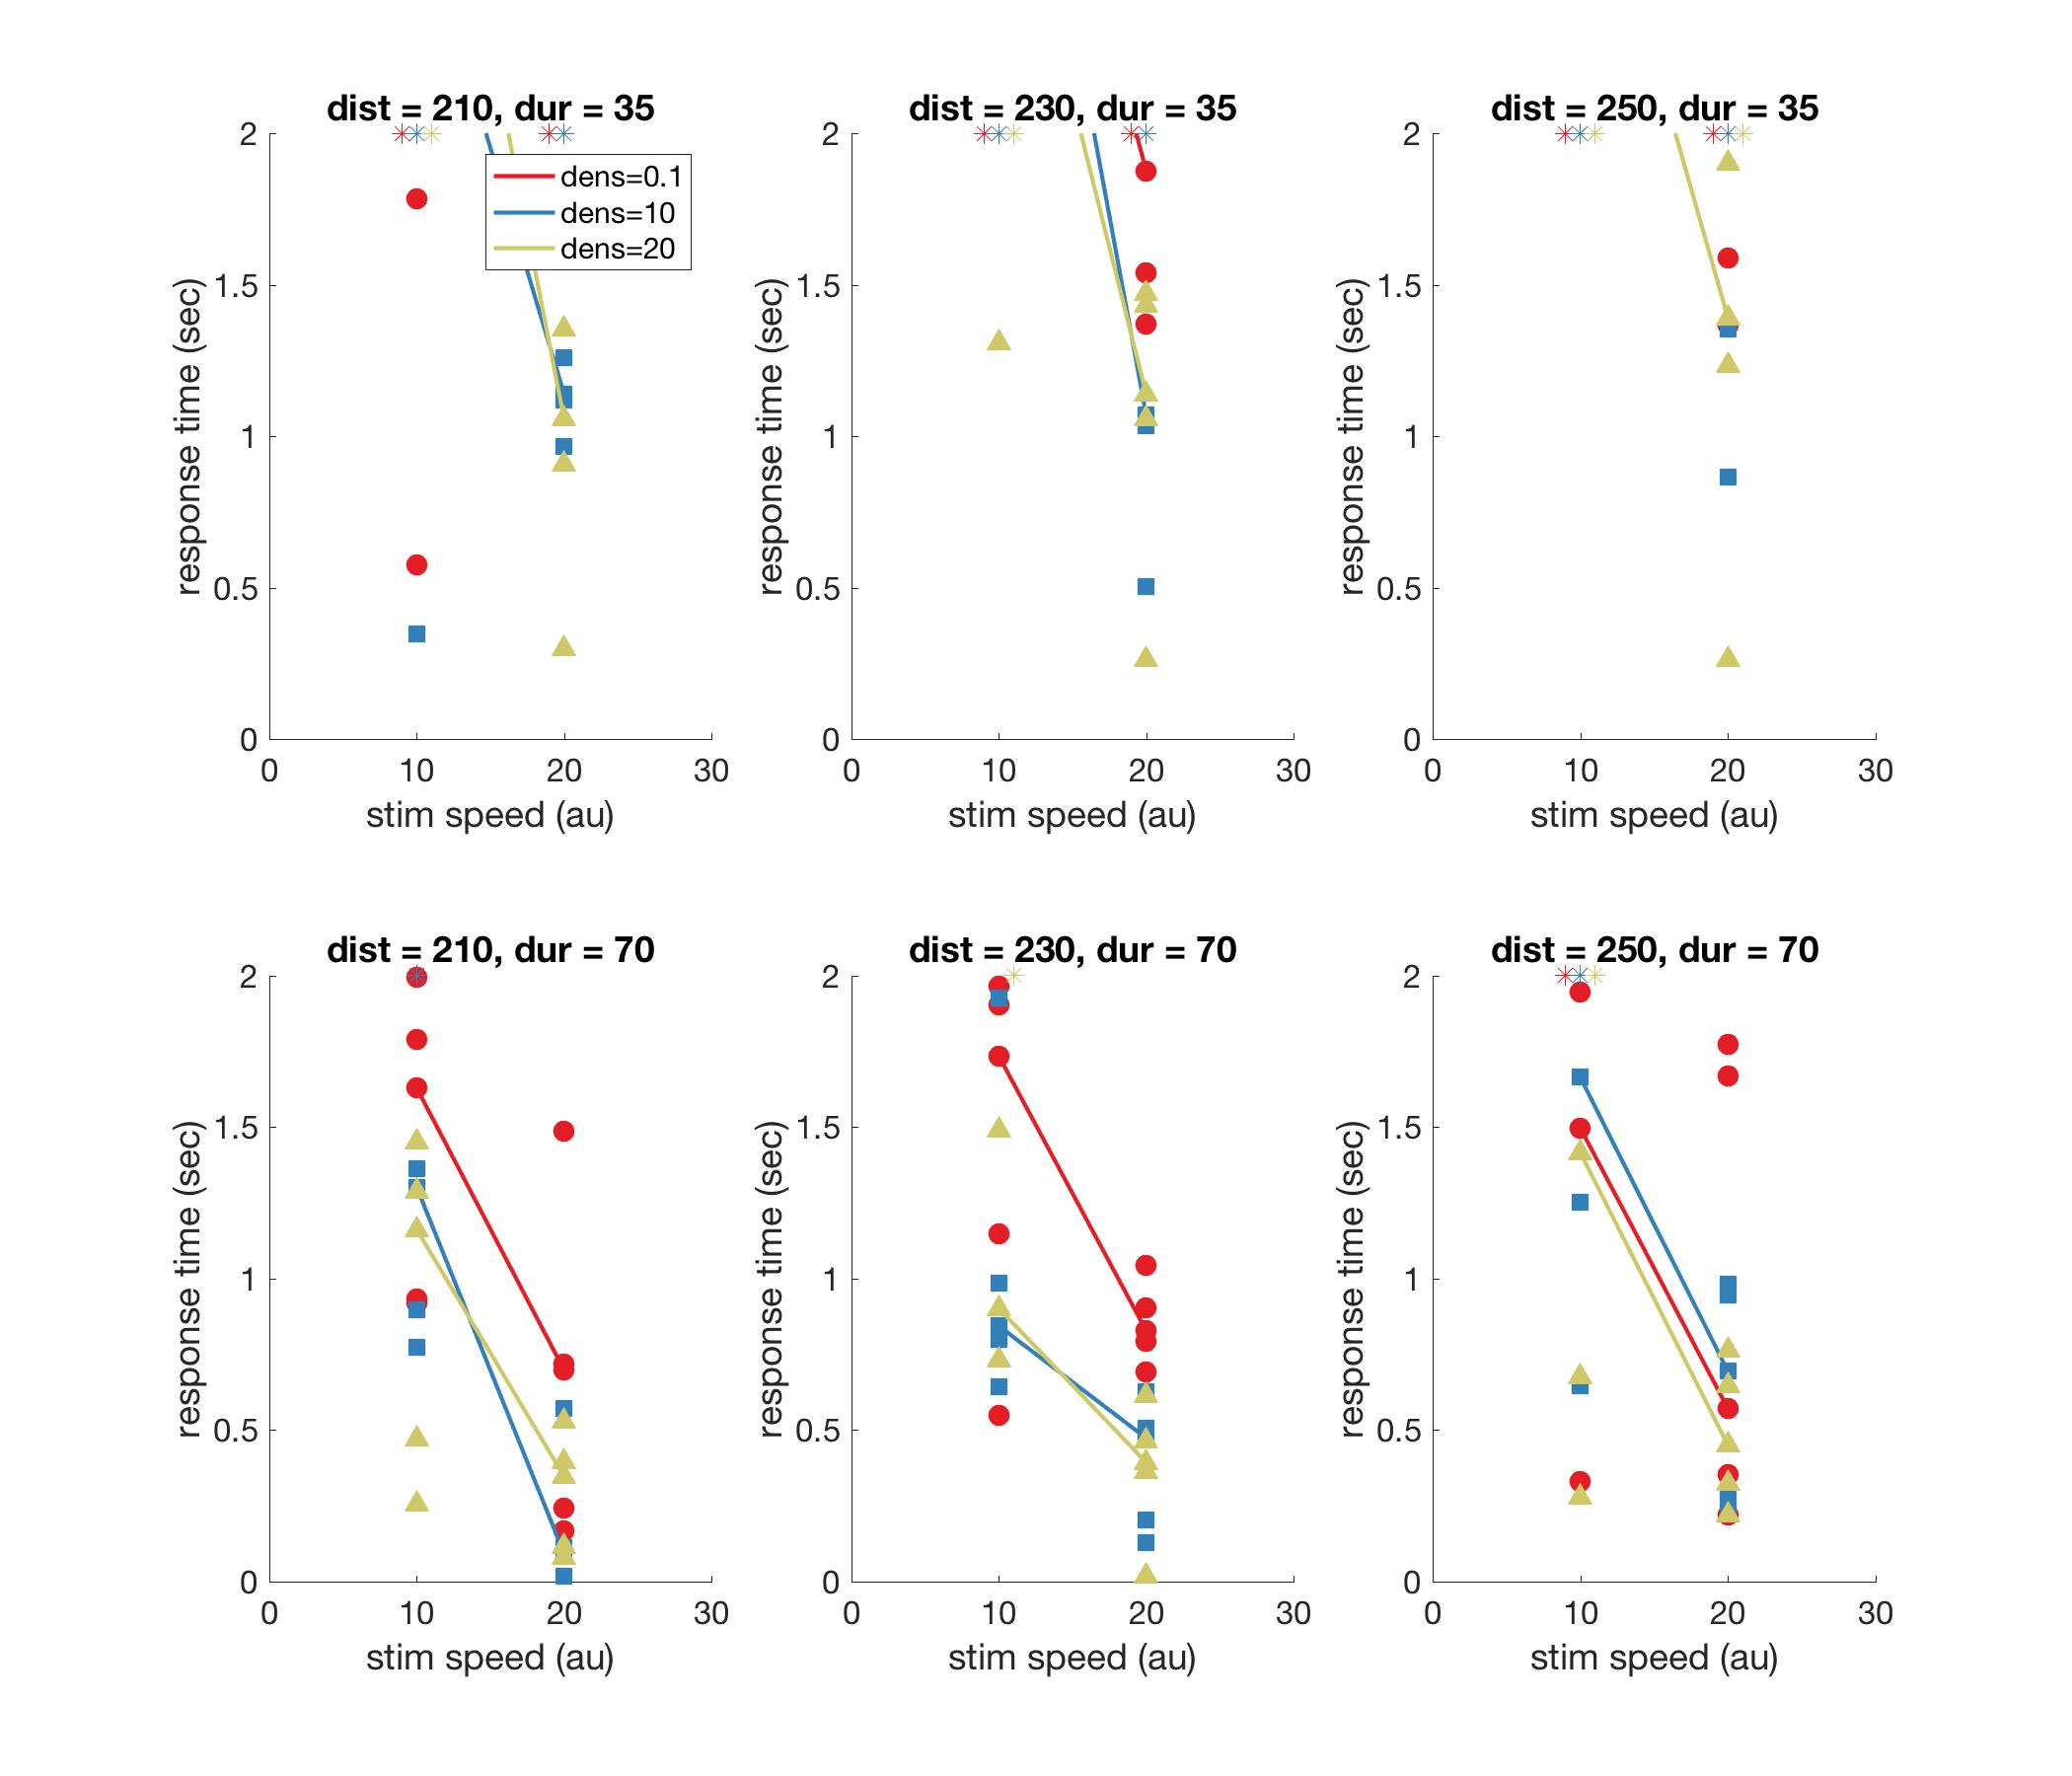 dist = 210, dur = 35
2
1.5
1
0.5
0
response time (sec)
dens=0.1
dens=10
dens=20
0 10 20 30
stim speed (au)
dist = 230, dur = 35
2
1.5
1
0.5
0
response time (sec)
0 10 20 30
stim speed (au)
dist = 250, dur = 35
2
1.5
1
0.5
0
response time (sec)
0 10 20 30
stim speed (au)
dist = 210, dur = 70
2
1.5
1
0.5
0
response time (sec)
0 10 20 30
stim speed (au)
dist = 230, dur = 70
2
1.5
1
0.5
0
response time (sec)
0 10 20 30
stim speed (au)
dist = 250, dur = 70
2
1.5
1
0.5
0
response time (sec)
0 10 20 30
stim speed (au)